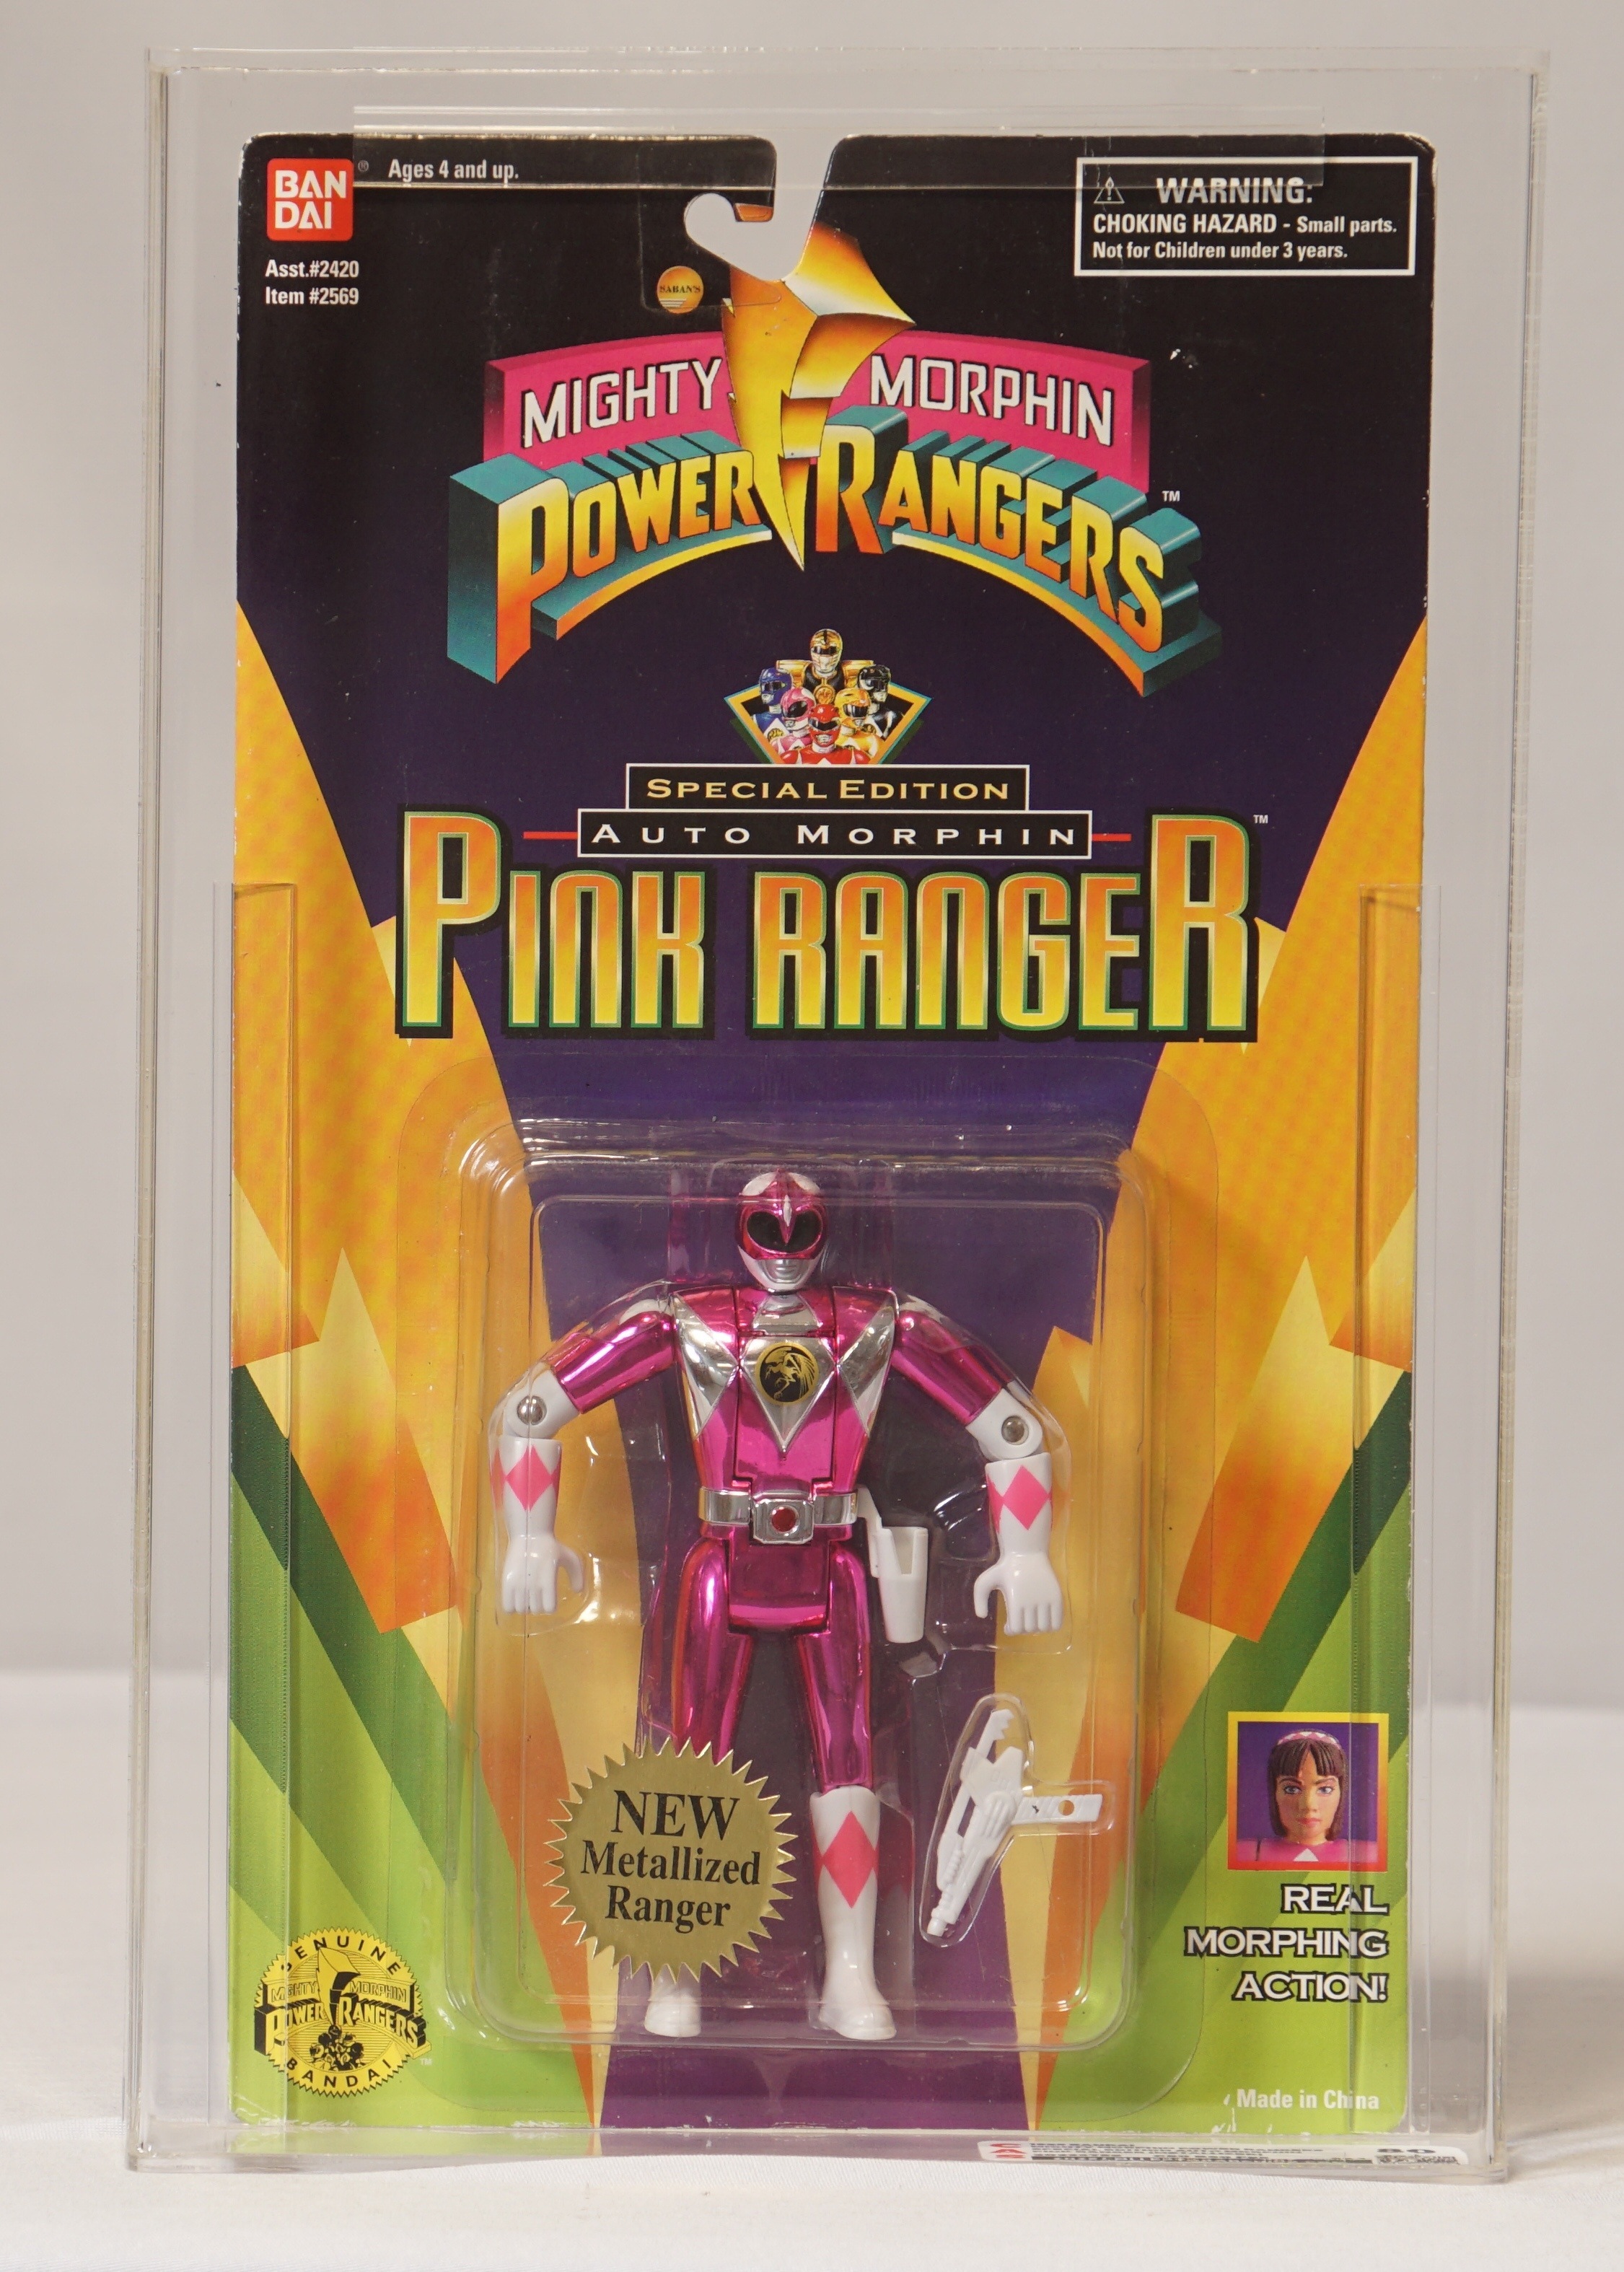 BAN
DAI
®
Ages 4 and up.
Asst.#2420
Item #2569
WARNING:
CHOKING HAZARD - Small parts.
Not for Children under 3 years.
SABAN'S
MIGHTY MORPHIN
POWER RANGERS
TM
SPECIAL EDITION
AUTO MORPHIN
PINK RANGER
TM
NEW
Metallized
Ranger
REAL
MORPHING
ACTION!
GENUINE
MIGHTY MORPHIN
POWER RANGERS
TM
BANDAI
Made in China
80